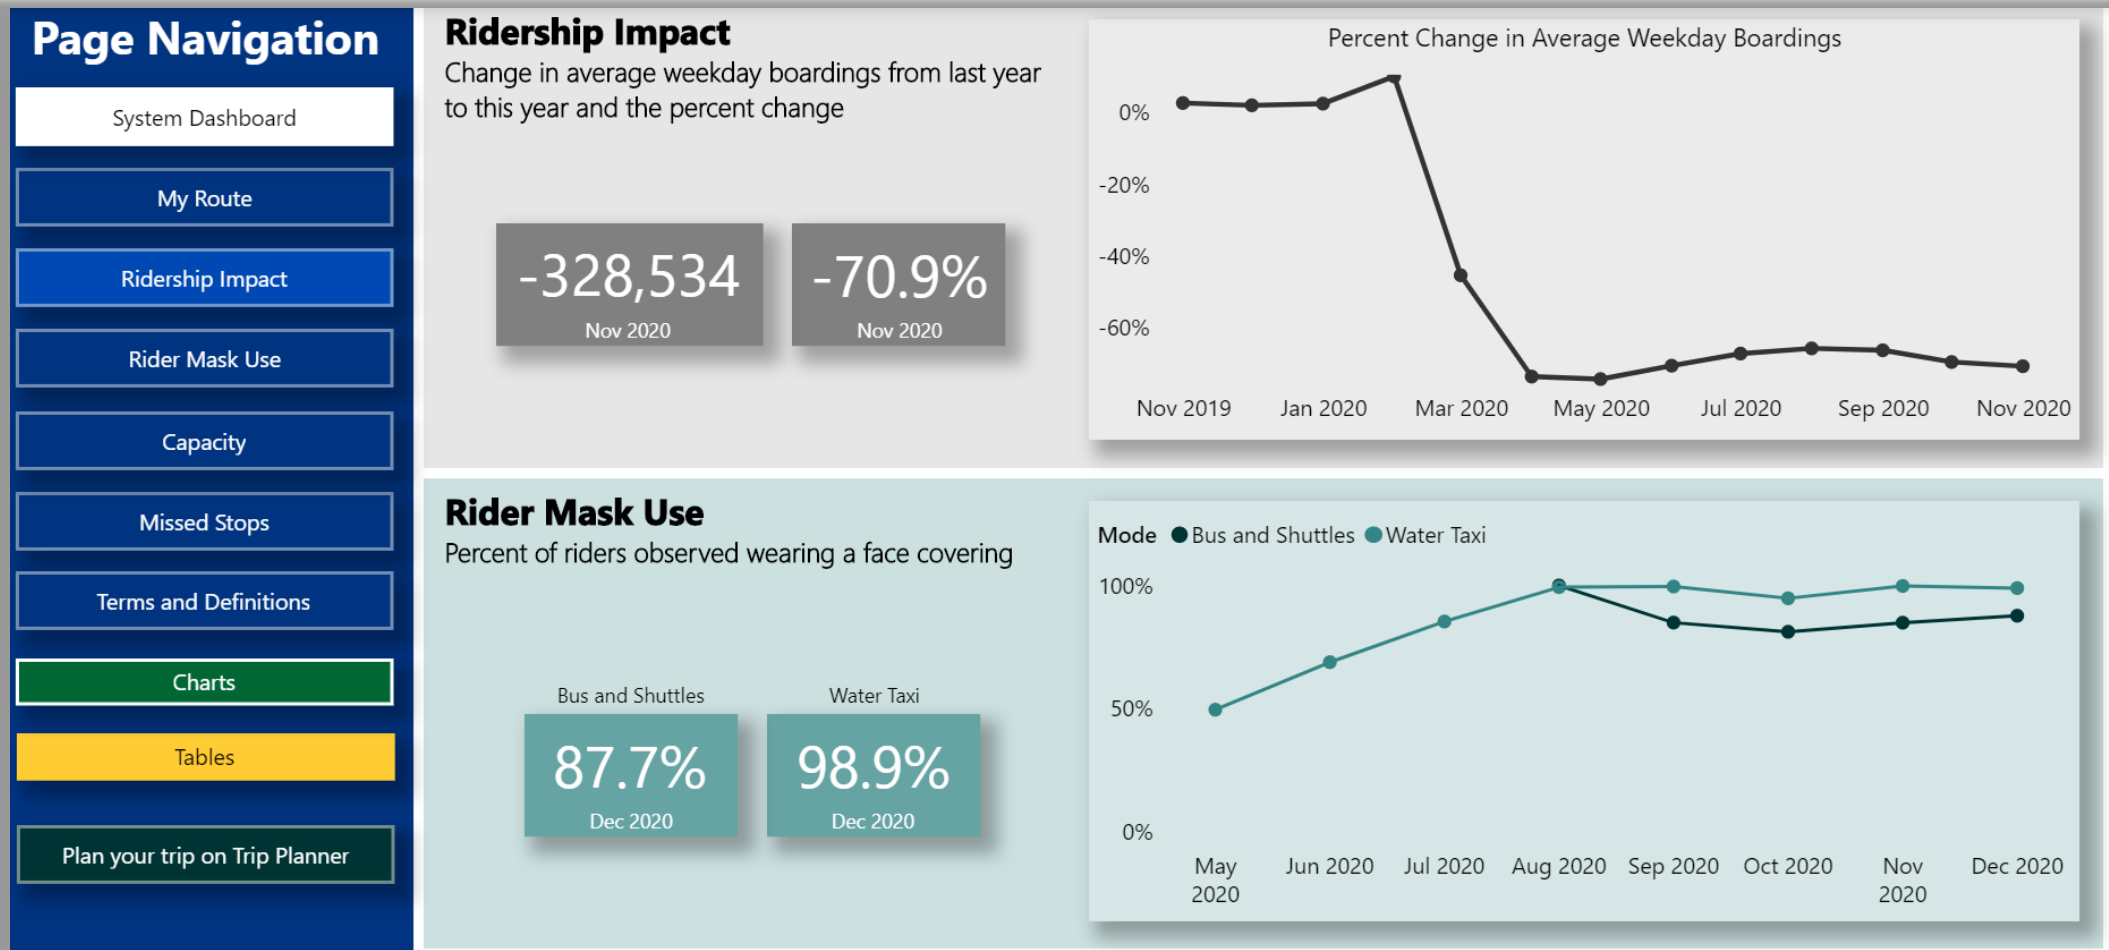 Page Navigation
System Dashboard
My Route
Ridership Impact
Rider Mask Use
Capacity
Missed Stops
Terms and Definitions
Charts
Tables
Plan your trip on Trip Planner
Ridership Impact
Change in average weekday boardings from last year
to this year and the percent change
-328,534
Nov 2020
-70.9%
Nov 2020
Percent Change in Average Weekday Boardings
0%
-20%
-40%
-60%
Nov 2019 Jan 2020 Mar 2020 May 2020 Jul 2020 Sep 2020 Nov 2020
Rider Mask Use
Percent of riders observed wearing a face covering
Bus and Shuttles
87.7%
Dec 2020
Water Taxi
98.9%
Dec 2020
Mode Bus and Shuttles Water Taxi
100%
50%
0%
May 2020 Jun 2020 Jul 2020 Aug 2020 Sep 2020 Oct 2020 Nov 2020 Dec 2020